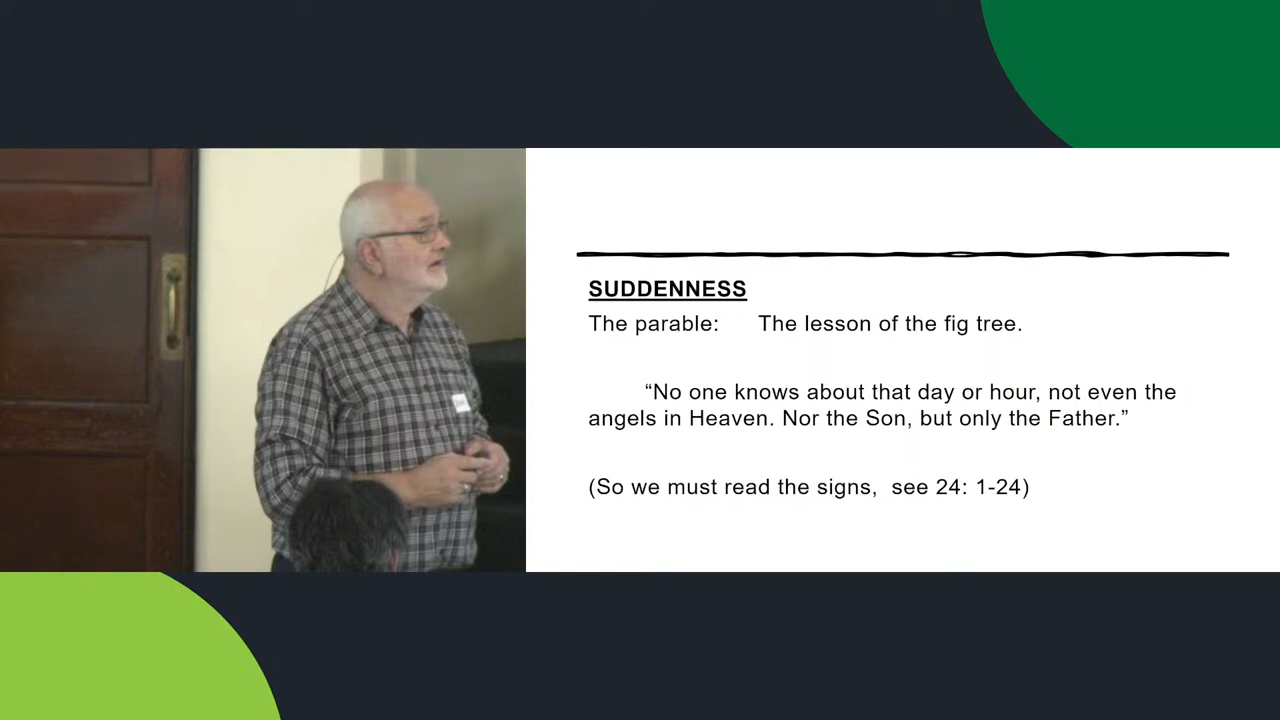 SUDDENNESS
The parable: The lesson of the fig tree.
“No one knows about that day or hour, not even the
angels in Heaven. Nor the Son, but only the Father.”
(So we must read the signs, see 24: 1-24)